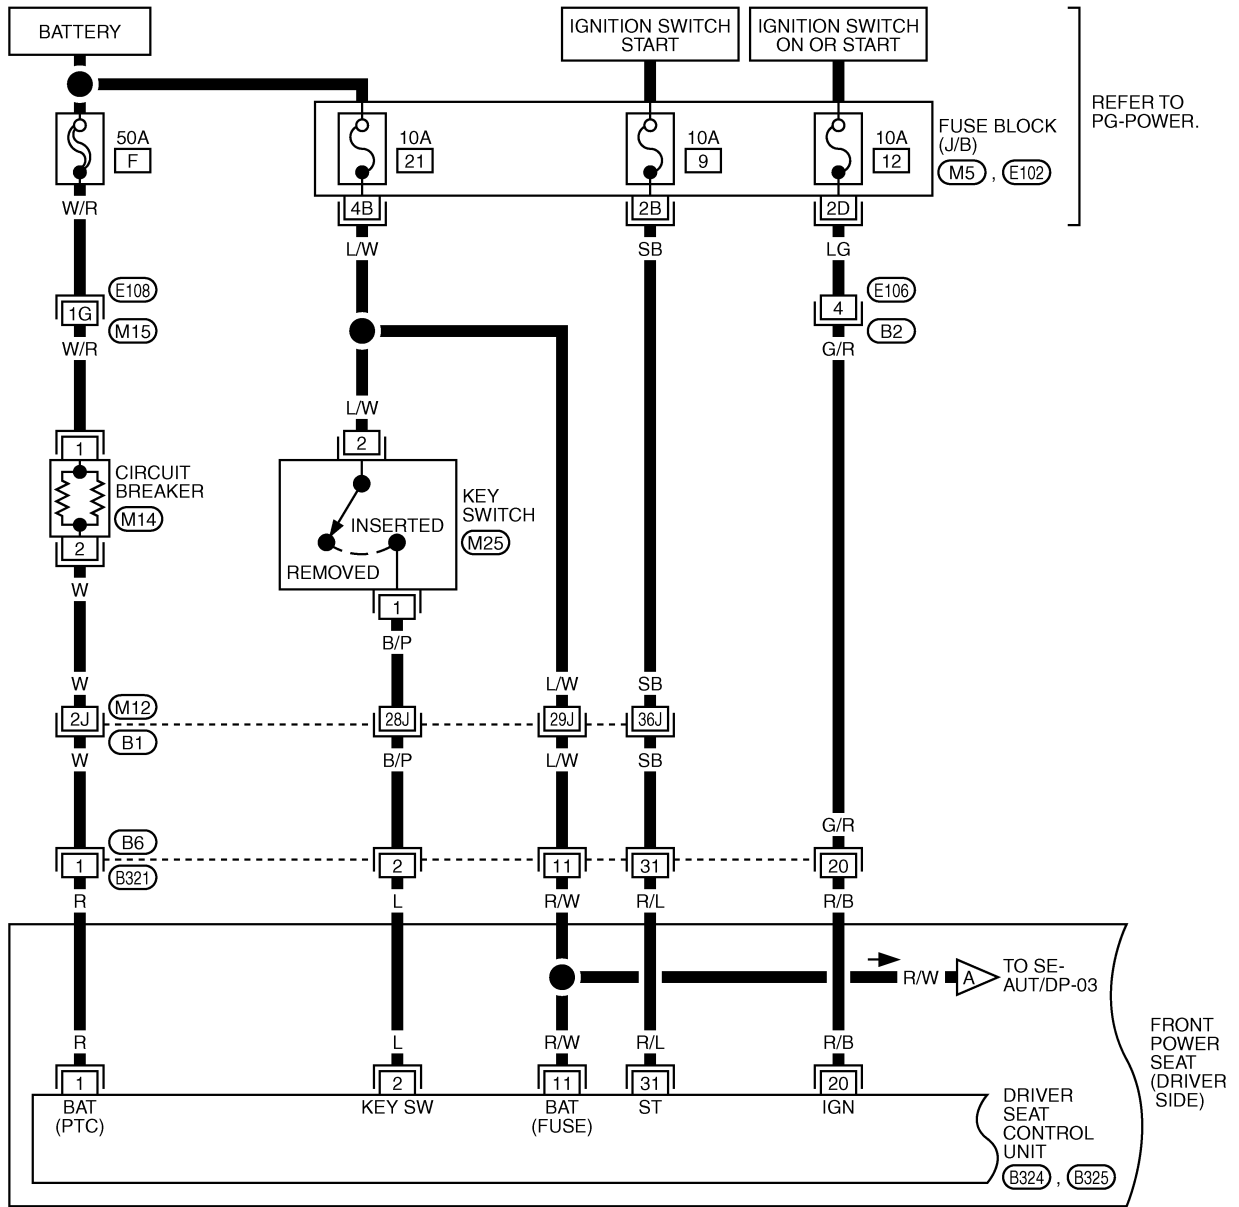 BATTERY
IGNITION SWITCH
START
IGNITION SWITCH
ON OR START
REFER TO
PG-POWER.
50A
F
10A
21
10A
9
10A
12
FUSE BLOCK
(J/B)
M5 , E102
W/R
4B
2B
2D
L/W
SB
LG
1G
E108
M15
4
E106
B2
W/R
G/R
L/W
1
2
CIRCUIT
BREAKER
M14
KEY
SWITCH
M25
INSERTED
REMOVED
2
1
W
B/P
W
L/W
SB
2J
M12
B1
28J
29J
36J
W
B/P
L/W
SB
G/R
B6
B321
1
2
11
31
20
R
L
R/W
R/L
R/B
R/W
A
TO SE-
AUT/DP-03
R
L
R/W
R/L
R/B
FRONT
POWER
SEAT
(DRIVER
SIDE)
1
2
11
31
20
BAT
(PTC)
KEY SW
BAT
(FUSE)
ST
IGN
DRIVER
SEAT
CONTROL
UNIT
B324 , B325